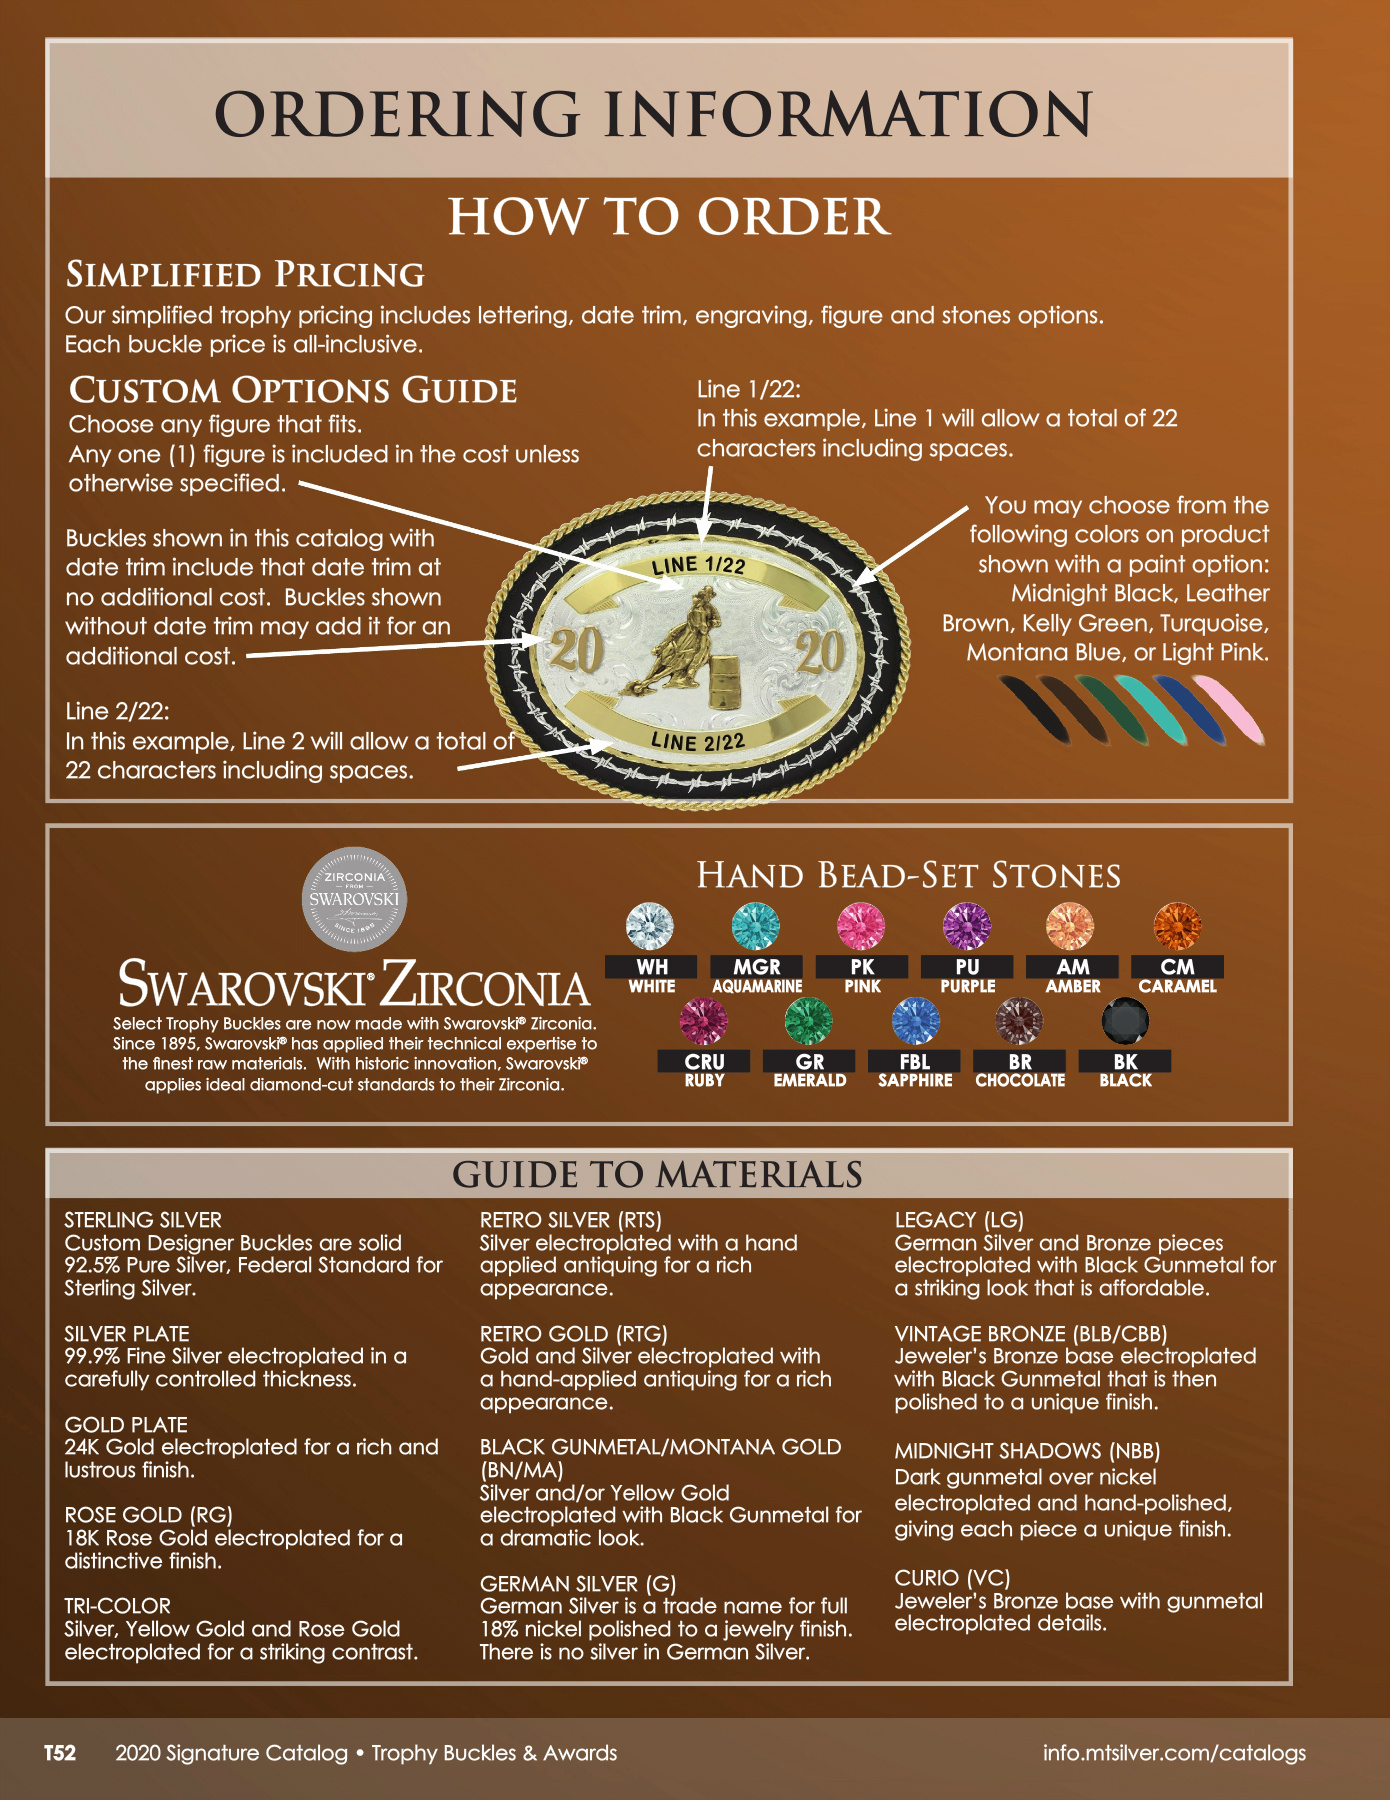 ORDERING INFORMATION
HOW TO ORDER
SIMPLIFIED PRICING
Our simplified trophy pricing includes lettering, date trim, engraving, figure and stones options.
Each buckle price is all-inclusive.
CUSTOM OPTIONS GUIDE
Choose any figure that fits.
Any one (1) figure is included in the cost unless
otherwise specified.
Buckles shown in this catalog with
date trim include that date trim at
no additional cost. Buckles shown
without date trim may add it for an
additional cost.
Line 2/22:
In this example, Line 2 will allow a total of
22 characters including spaces.
Line 1/22:
In this example, Line 1 will allow a total of 22
characters including spaces.
You may choose from the
following colors on product
shown with a paint option:
Midnight Black, Leather
Brown, Kelly Green, Turquoise,
Montana Blue, or Light Pink.
LINE 1/22
20
20
LINE 2/22
ZIRCONIA
FROM
SWAROVSKI
SINCE 1895
SWAROVSKI® ZIRCONIA
Select Trophy Buckles are now made with Swarovski® Zirconia.
Since 1895, Swarovski® has applied their technical expertise to
the finest raw materials. With historic innovation, Swarovski®
applies ideal diamond-cut standards to their Zirconia.
HAND BEAD-SET STONES
WH MGR PK PU AM CM
WHITE AQUAMARINE PINK PURPLE AMBER CARAMEL
CRU GR FBL BR BK
RUBY EMERALD SAPPHIRE CHOCOLATE BLACK
GUIDE TO MATERIALS
STERLING SILVER
Custom Designer Buckles are solid
92.5% Pure Silver, Federal Standard for
Sterling Silver.
SILVER PLATE
99.9% Fine Silver electroplated in a
carefully controlled thickness.
GOLD PLATE
24K Gold electroplated for a rich and
lustrous finish.
ROSE GOLD (RG)
18K Rose Gold electroplated for a
distinctive finish.
TRI-COLOR
Silver, Yellow Gold and Rose Gold
electroplated for a striking contrast.
RETRO SILVER (RTS)
Silver electroplated with a hand
applied antiquing for a rich
appearance.
RETRO GOLD (RTG)
Gold and Silver electroplated with
a hand-applied antiquing for a rich
appearance.
BLACK GUNMETAL/MONTANA GOLD
(BN/MA)
Silver and/or Yellow Gold
electroplated with Black Gunmetal for
a dramatic look.
GERMAN SILVER (G)
German Silver is a trade name for full
18% nickel polished to a jewelry finish.
There is no silver in German Silver.
LEGACY (LG)
German Silver and Bronze pieces
electroplated with Black Gunmetal for
a striking look that is affordable.
VINTAGE BRONZE (BLB/CBB)
Jeweler's Bronze base electroplated
with Black Gunmetal that is then
polished to a unique finish.
MIDNIGHT SHADOWS (NBB)
Dark gunmetal over nickel
electroplated and hand-polished,
giving each piece a unique finish.
CURIO (VC)
Jeweler's Bronze base with gunmetal
electroplated details.
T52 2020 Signature Catalog • Trophy Buckles & Awards
info.mtsilver.com/catalogs